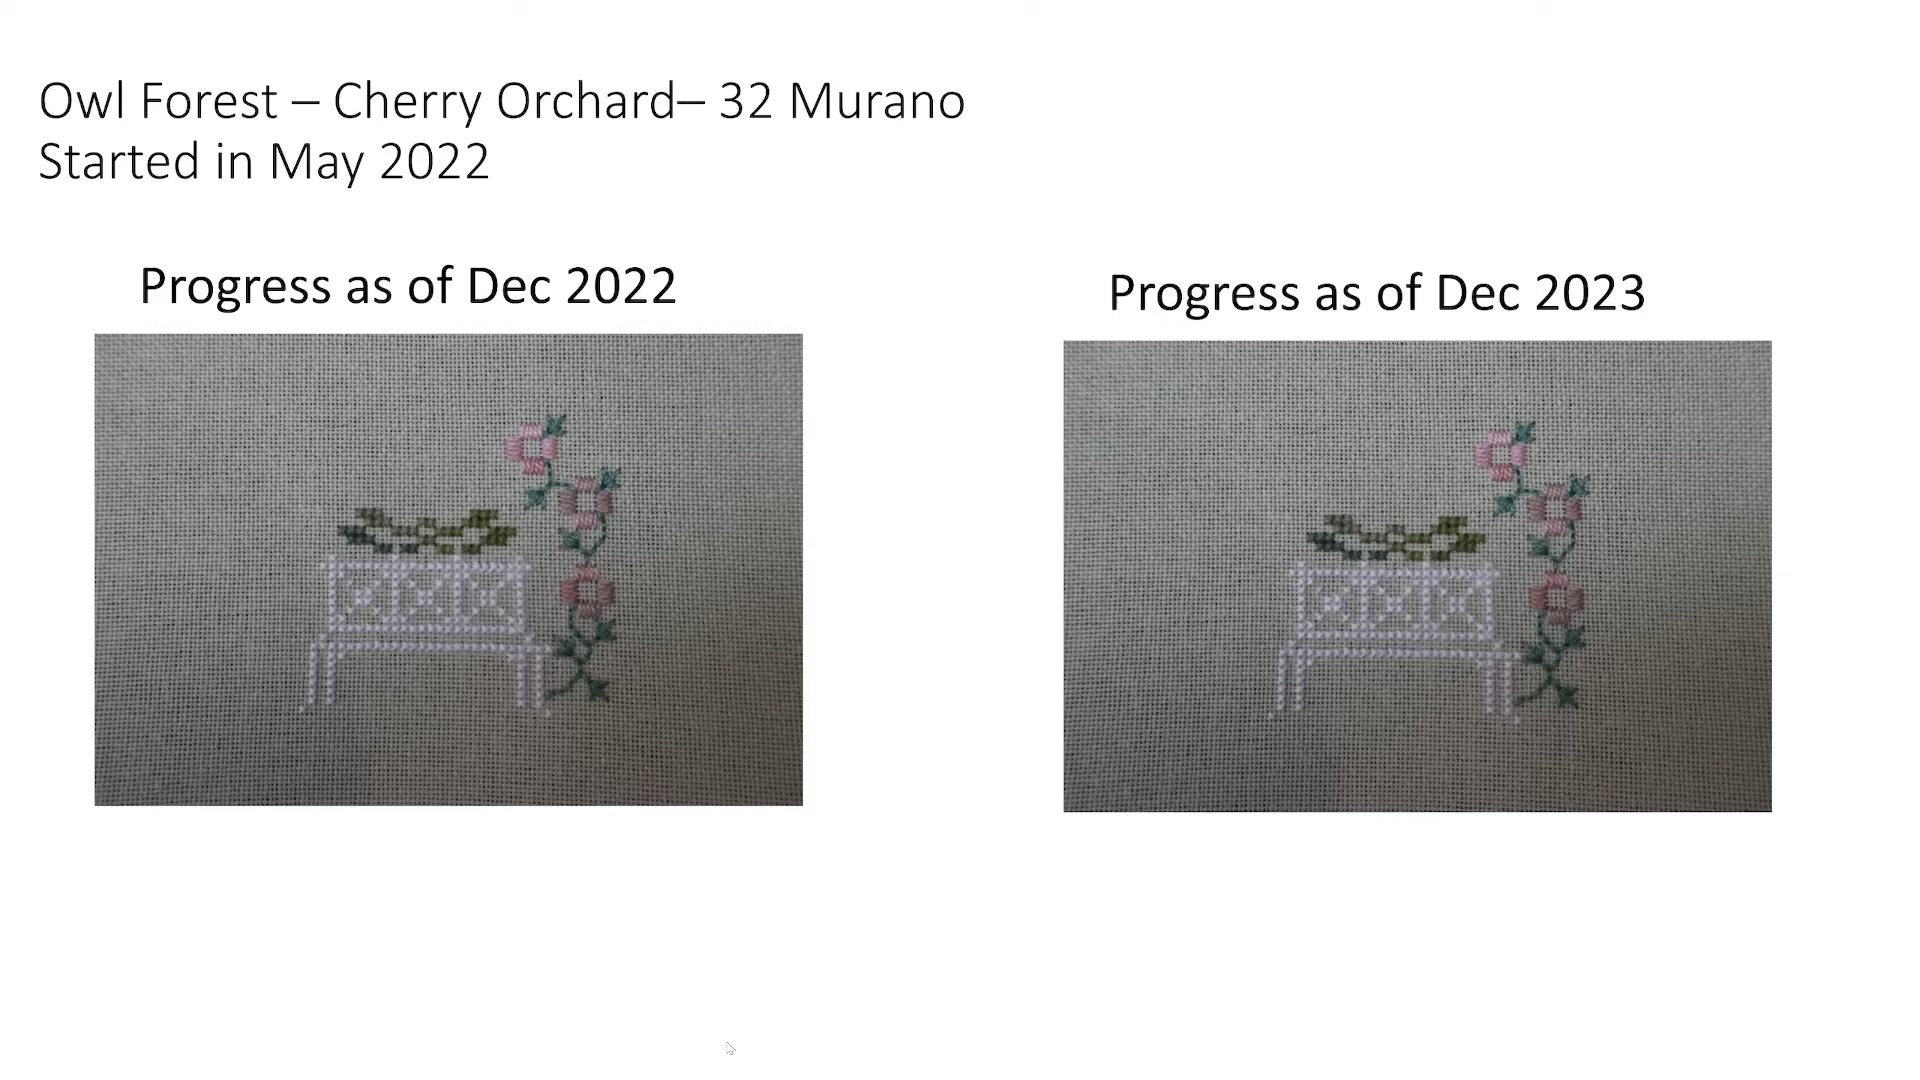 Owl Forest – Cherry Orchard– 32 Murano
Started in May 2022
Progress as of Dec 2022
Progress as of Dec 2023